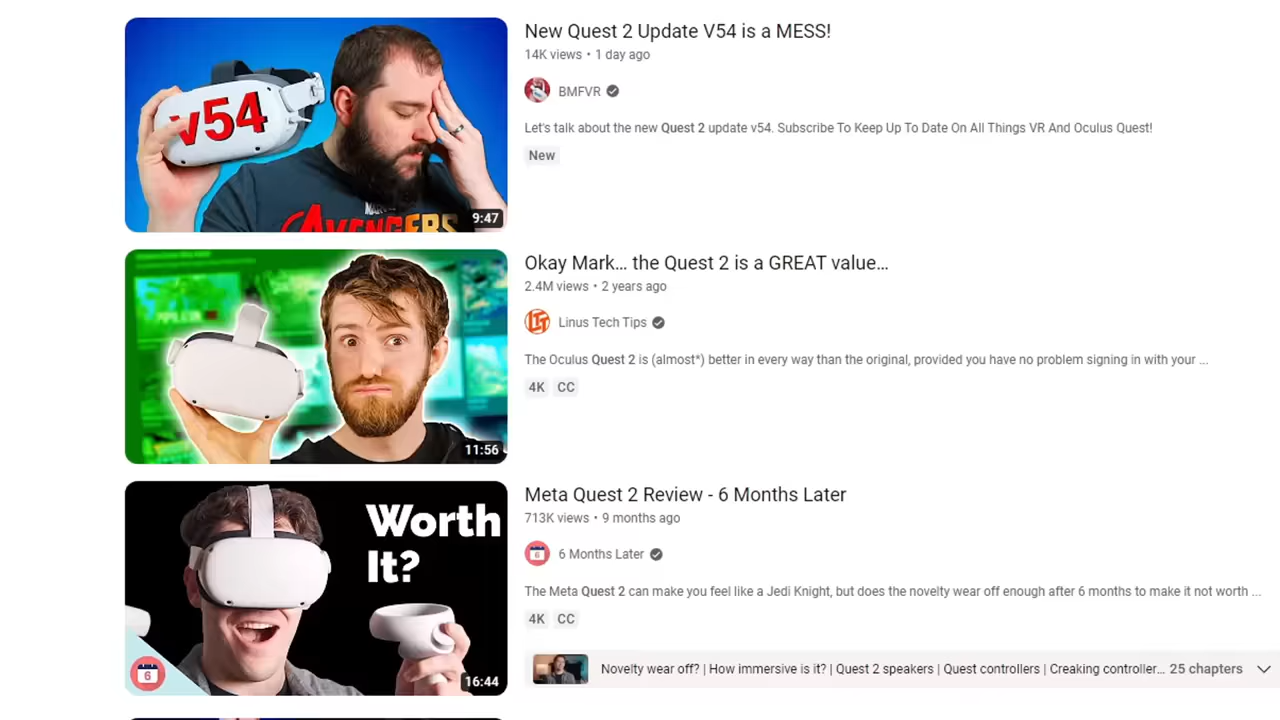 v54
MARVEL
AVENGERS
9:47
New Quest 2 Update V54 is a MESS!
14K views • 1 day ago
BMFVR
Let's talk about the new Quest 2 update v54. Subscribe To Keep Up To Date On All Things VR And Oculus Quest!
New
11:56
Okay Mark... the Quest 2 is a GREAT value...
2.4M views • 2 years ago
Linus Tech Tips
The Oculus Quest 2 is (almost*) better in every way than the original, provided you have no problem signing in with your ...
4K CC
Worth
It?
6
16:44
Meta Quest 2 Review - 6 Months Later
713K views • 9 months ago
6
6 Months Later
The Meta Quest 2 can make you feel like a Jedi Knight, but does the novelty wear off enough after 6 months to make it not worth ...
4K CC
Novelty wear off? | How immersive is it? | Quest 2 speakers | Quest controllers | Creaking controller... 25 chapters